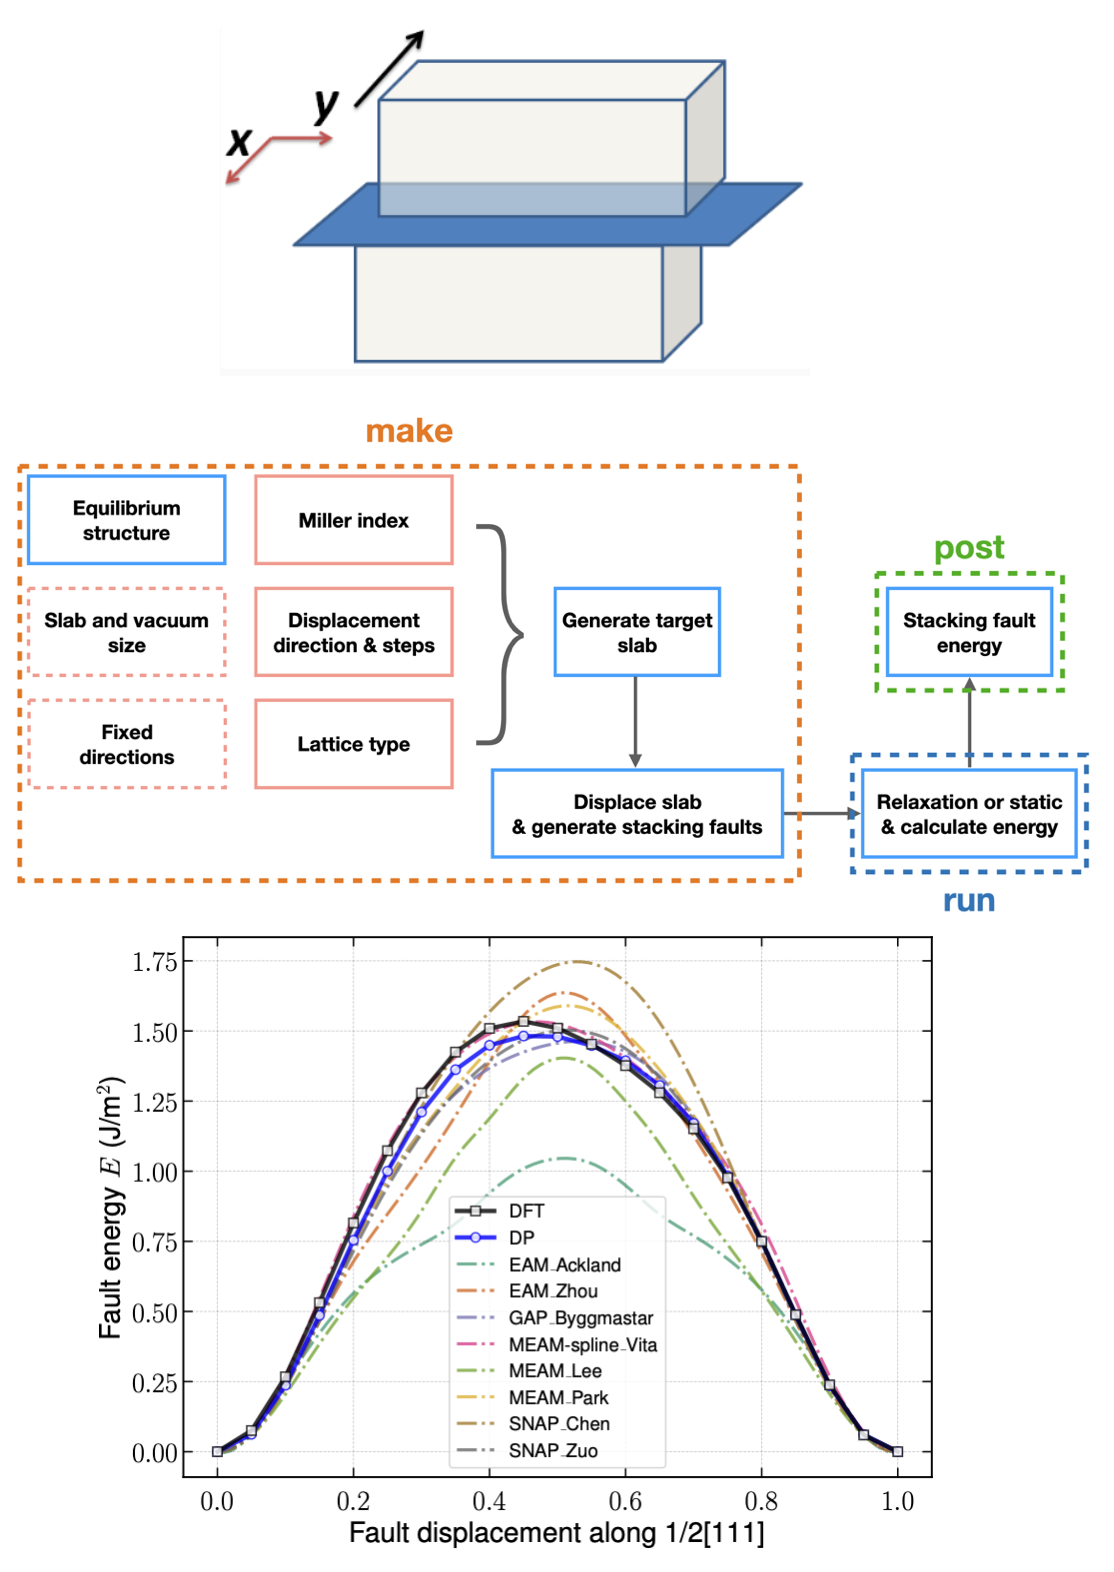 y
x
make
Equilibrium
structure
Miller index
Slab and vacuum
size
Displacement
direction & steps
Fixed
directions
Lattice type
Generate target
slab
Displace slab
& generate stacking faults
post
Stacking fault
energy
Relaxation or static
& calculate energy
run
Fault energy E (J/m²)
1.75
1.50
1.25
1.00
0.75
0.50
0.25
0.00
DFT
DP
EAM_Ackland
EAM_Zhou
GAP_Byggmastar
MEAM-spline_Vita
MEAM_Lee
MEAM_Park
SNAP_Chen
SNAP_Zuo
0.0 0.2 0.4 0.6 0.8 1.0
Fault displacement along 1/2[111]